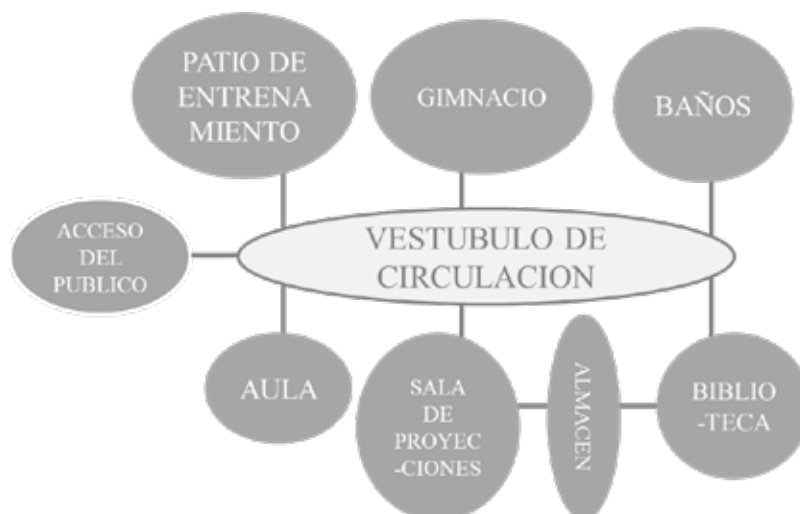 PATIO DE
ENTRENA
MIENTO
GIMNACIO
BAÑOS
ACCESO
DEL
PUBLICO
VESTUBULO DE
CIRCULACION
AULA
SALA
DE
PROYEC
-CIONES
ALMACEN
BIBLIO
-TECA